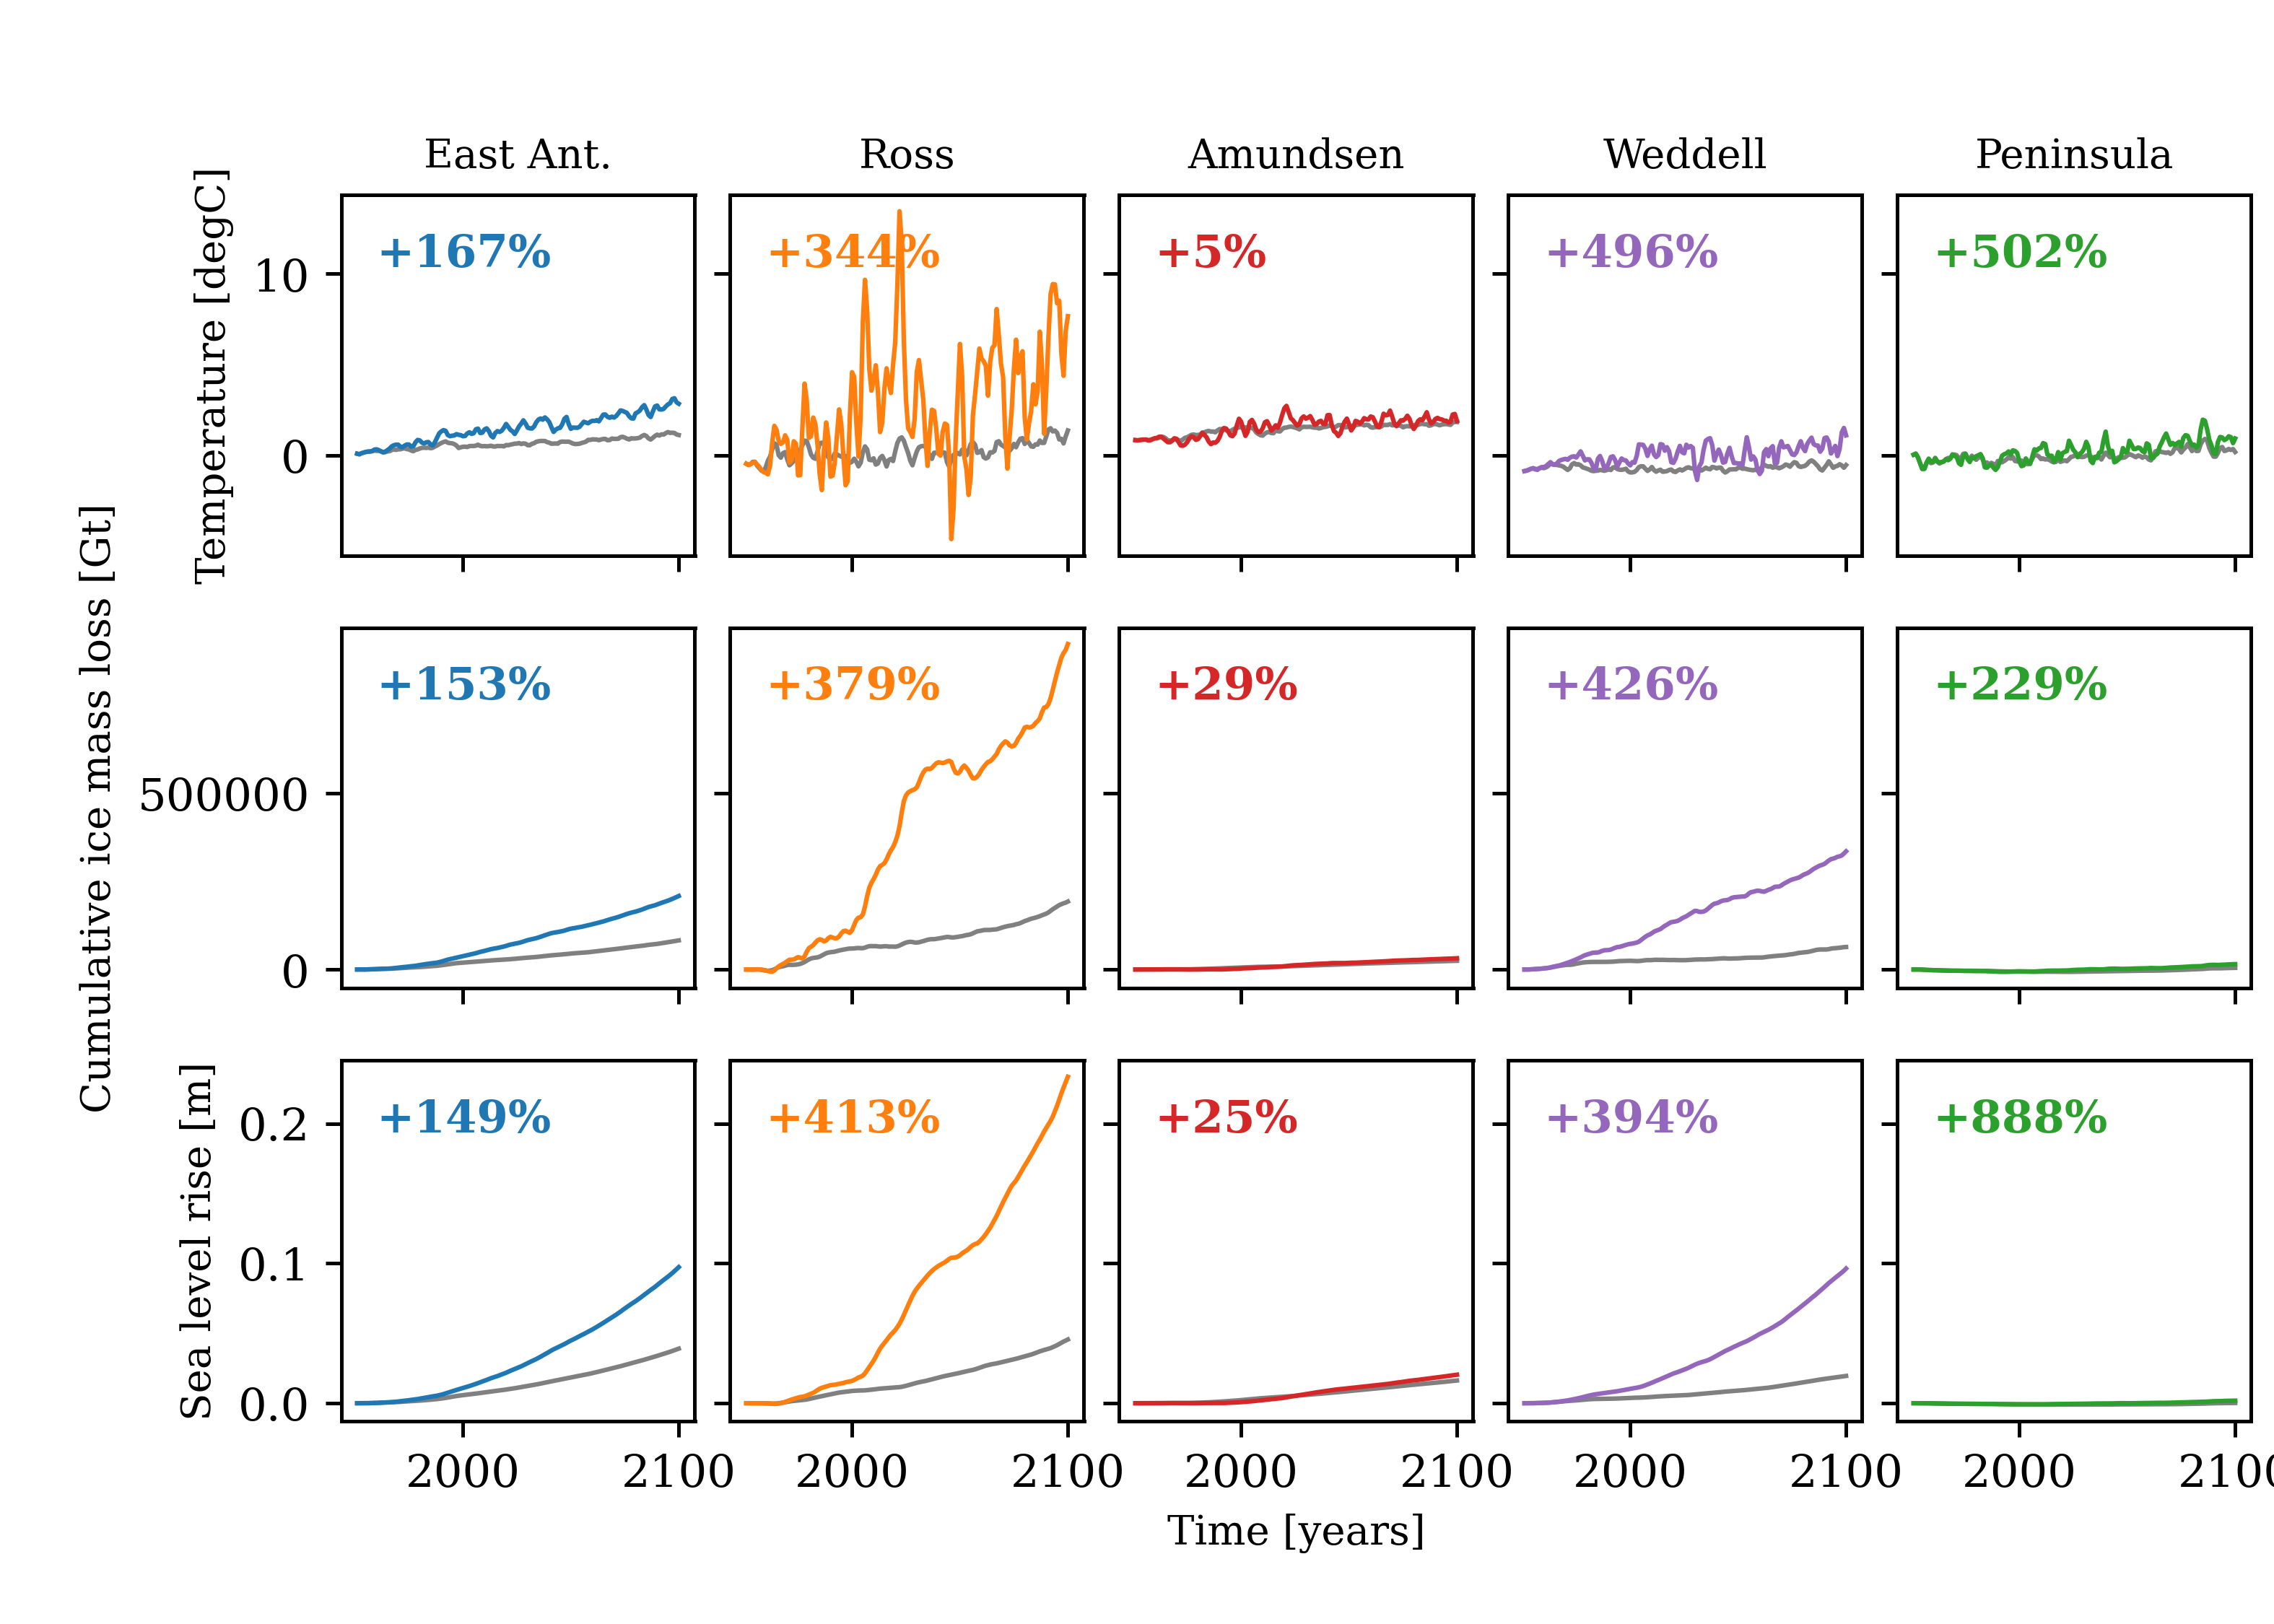 East Ant. Ross Amundsen Weddell Peninsula
Temperature [degC]
10
0
+167% +344% +5% +496% +502%
Cumulative ice mass loss [Gt]
500000
0
+153% +379% +29% +426% +229%
Sea level rise [m]
0.2
0.1
0.0
+149% +413% +25% +394% +888%
2000 2100 2000 2100 2000 2100 2000 2100 2000 210
Time [years]